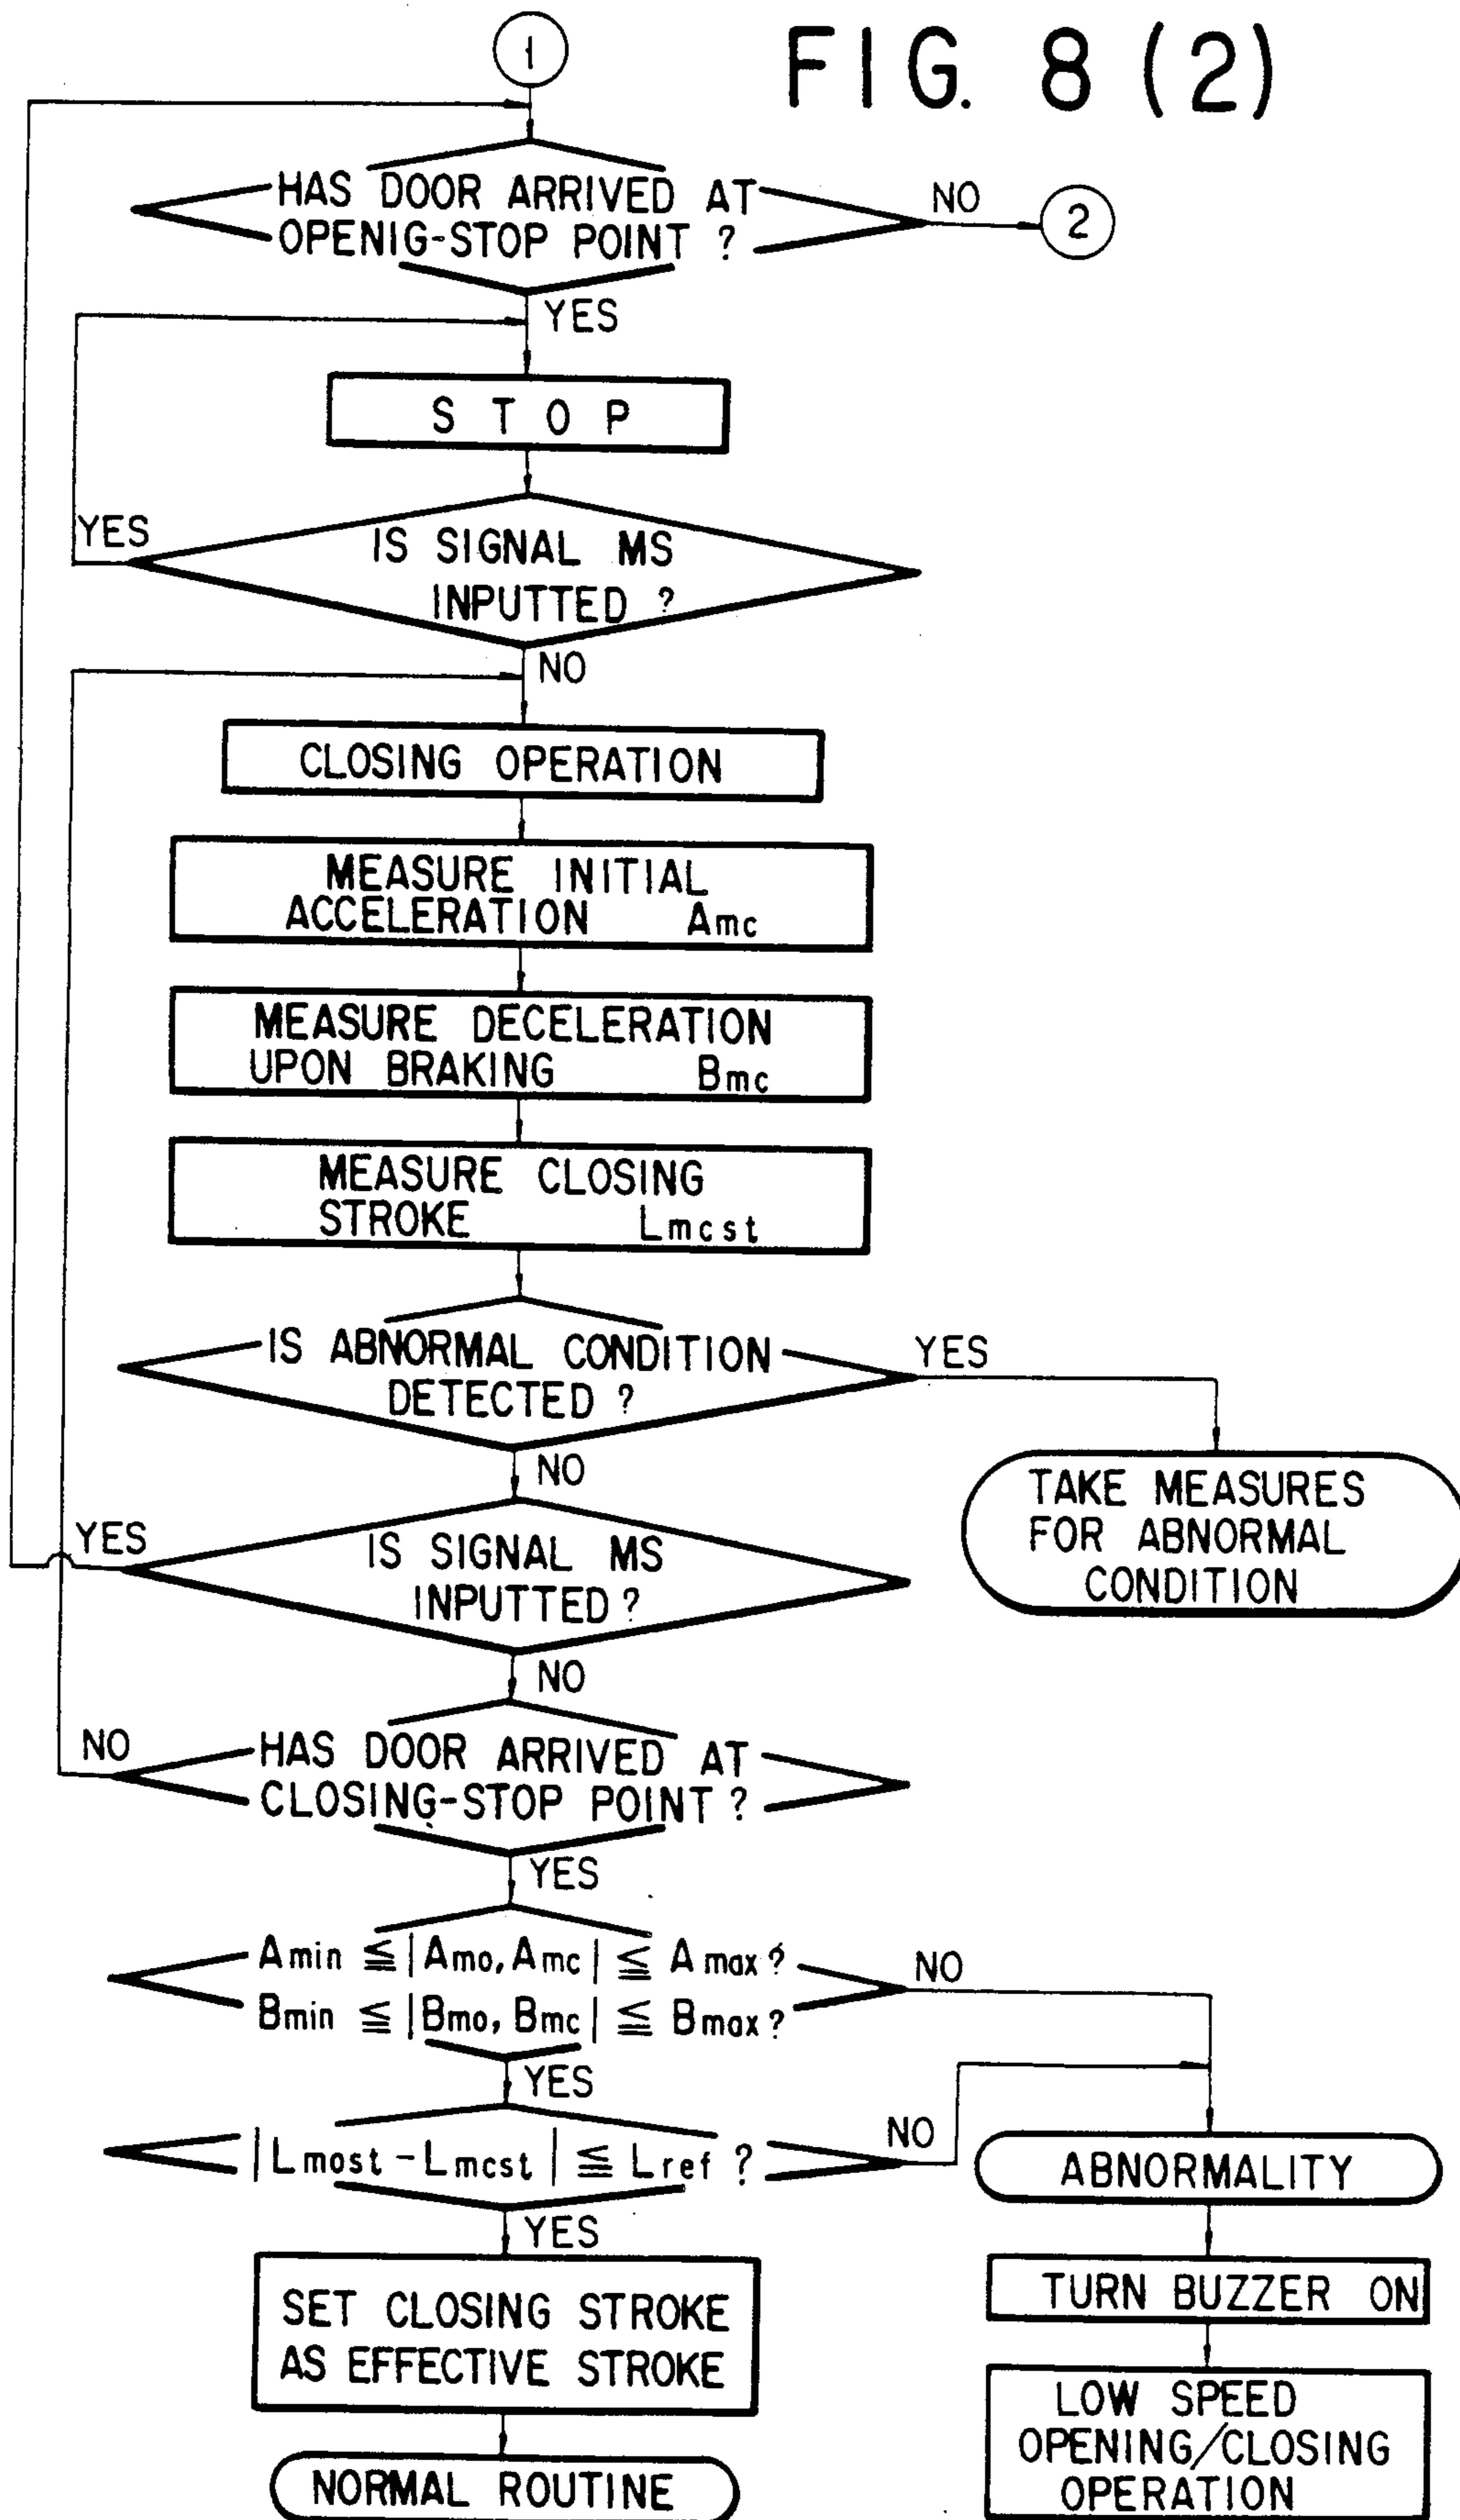 FIG. 8 (2)
1
HAS DOOR ARRIVED AT
OPENIG-STOP POINT ?
NO
2
YES
STOP
YES
IS SIGNAL MS
INPUTTED ?
NO
CLOSING OPERATION
MEASURE INITIAL
ACCELERATION Amc
MEASURE DECELERATION
UPON BRAKING Bmc
MEASURE CLOSING
STROKE Lmcst
IS ABNORMAL CONDITION
DETECTED ?
YES
TAKE MEASURES
FOR ABNORMAL
CONDITION
NO
YES
IS SIGNAL MS
INPUTTED ?
NO
NO
HAS DOOR ARRIVED AT
CLOSING-STOP POINT ?
YES
Amin ≦ |Amo, Amc| ≦ Amax ?
Bmin ≦ |Bmo, Bmc| ≦ Bmax ?
NO
YES
|Lmost - Lmcst| ≦ Lref ?
NO
ABNORMALITY
YES
TURN BUZZER ON
SET CLOSING STROKE
AS EFFECTIVE STROKE
LOW SPEED
OPENING/CLOSING
OPERATION
NORMAL ROUTINE